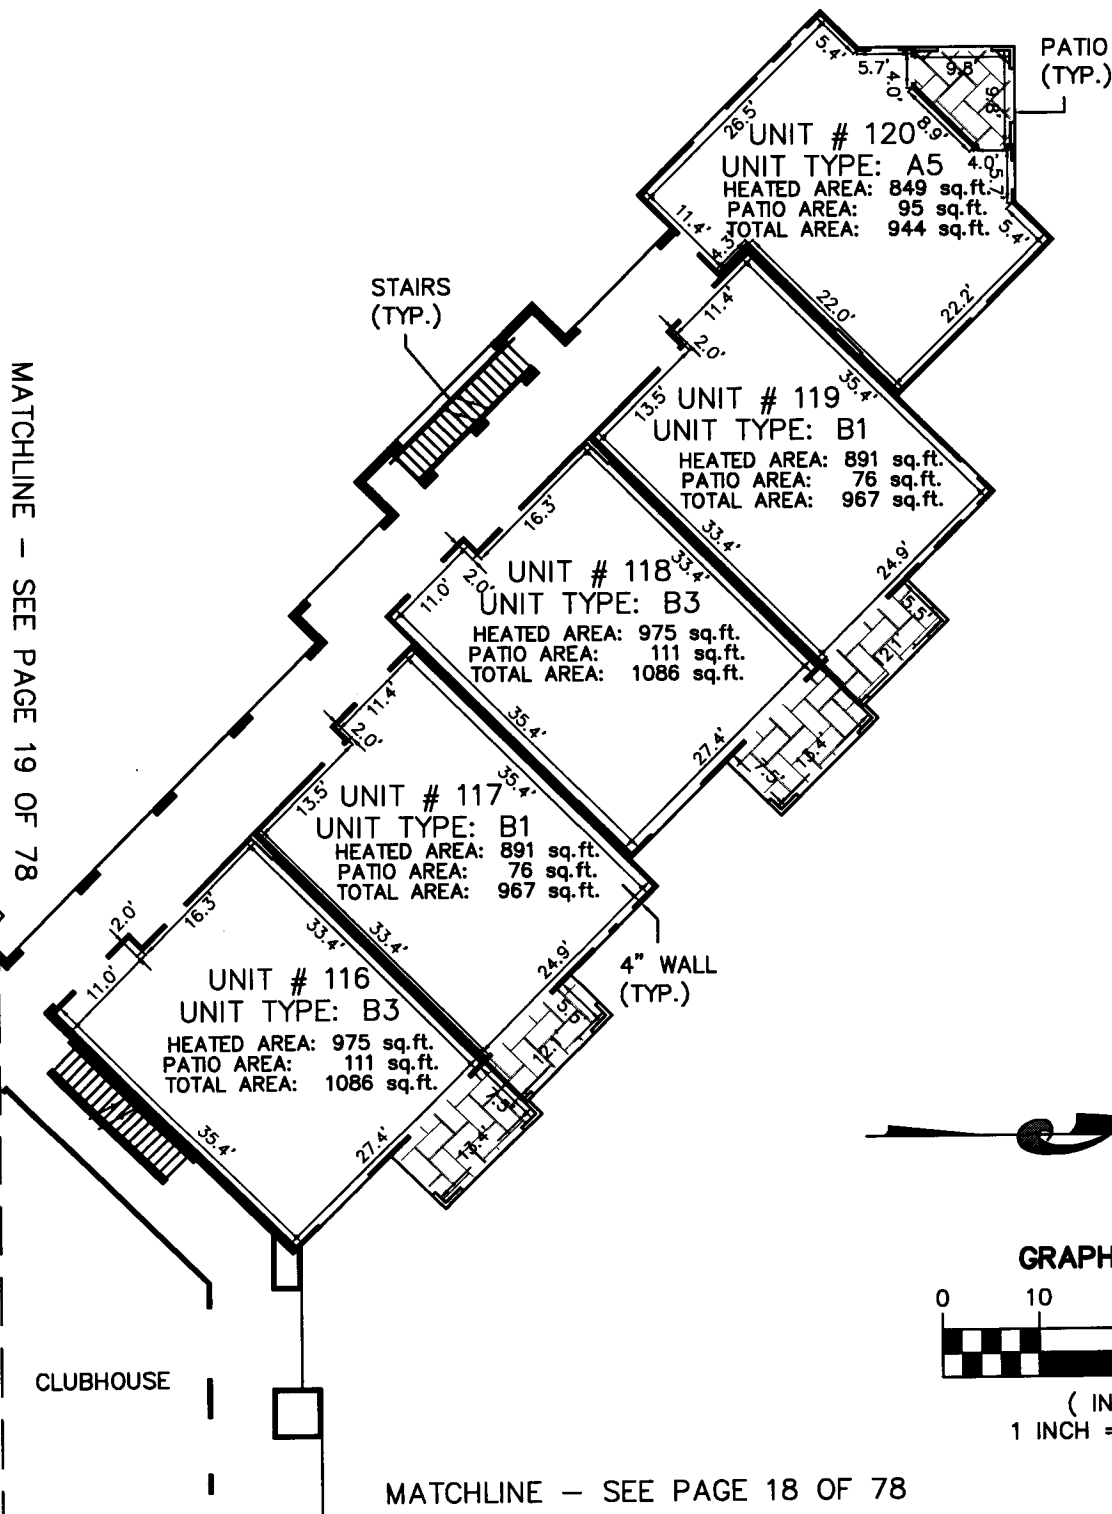 PATIO
(TYP.)
5.4'
5.7'
9.8'
4.0'
9.8'
26.5'
8.9'
4.0'
5.7'
UNIT # 120
UNIT TYPE: A5
HEATED AREA: 849 sq.ft.
PATIO AREA: 95 sq.ft.
TOTAL AREA: 944 sq.ft.
11.4'
4.3'
5.4'
22.0'
22.2'
STAIRS
(TYP.)
11.4'
2.0'
35.4'
13.5'
UNIT # 119
UNIT TYPE: B1
HEATED AREA: 891 sq.ft.
PATIO AREA: 76 sq.ft.
TOTAL AREA: 967 sq.ft.
33.4'
24.9'
5.5'
12.1'
MATCHLINE – SEE PAGE 19 OF 78
16.3'
33.4'
2.0'
11.0'
UNIT # 118
UNIT TYPE: B3
HEATED AREA: 975 sq.ft.
PATIO AREA: 111 sq.ft.
TOTAL AREA: 1086 sq.ft.
35.4'
27.4'
7.5'
13.4'
11.4'
2.0'
35.4'
13.5'
UNIT # 117
UNIT TYPE: B1
HEATED AREA: 891 sq.ft.
PATIO AREA: 76 sq.ft.
TOTAL AREA: 967 sq.ft.
33.4'
24.9'
5.5'
12.1'
4" WALL
(TYP.)
16.3'
33.4'
2.0'
11.0'
UNIT # 116
UNIT TYPE: B3
HEATED AREA: 975 sq.ft.
PATIO AREA: 111 sq.ft.
TOTAL AREA: 1086 sq.ft.
35.4'
27.4'
7.5'
13.4'
GRAPH
0 10
( IN
1 INCH =
CLUBHOUSE
MATCHLINE – SEE PAGE 18 OF 78